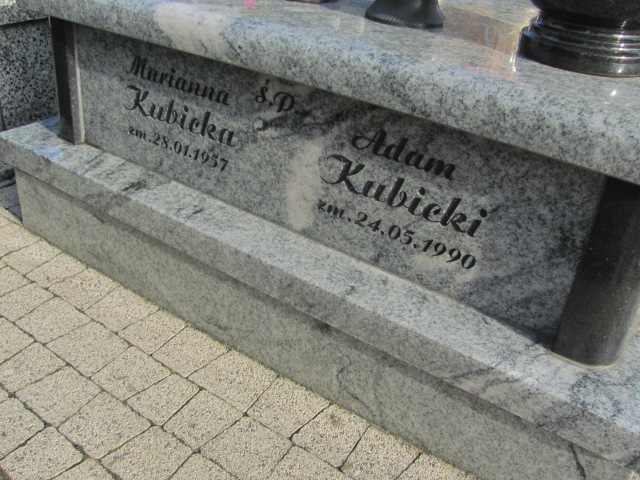 Ś.P.
Marianna
Kubicka
zm.28.01.1957
Adam
Kubicki
zm.24.05.1990